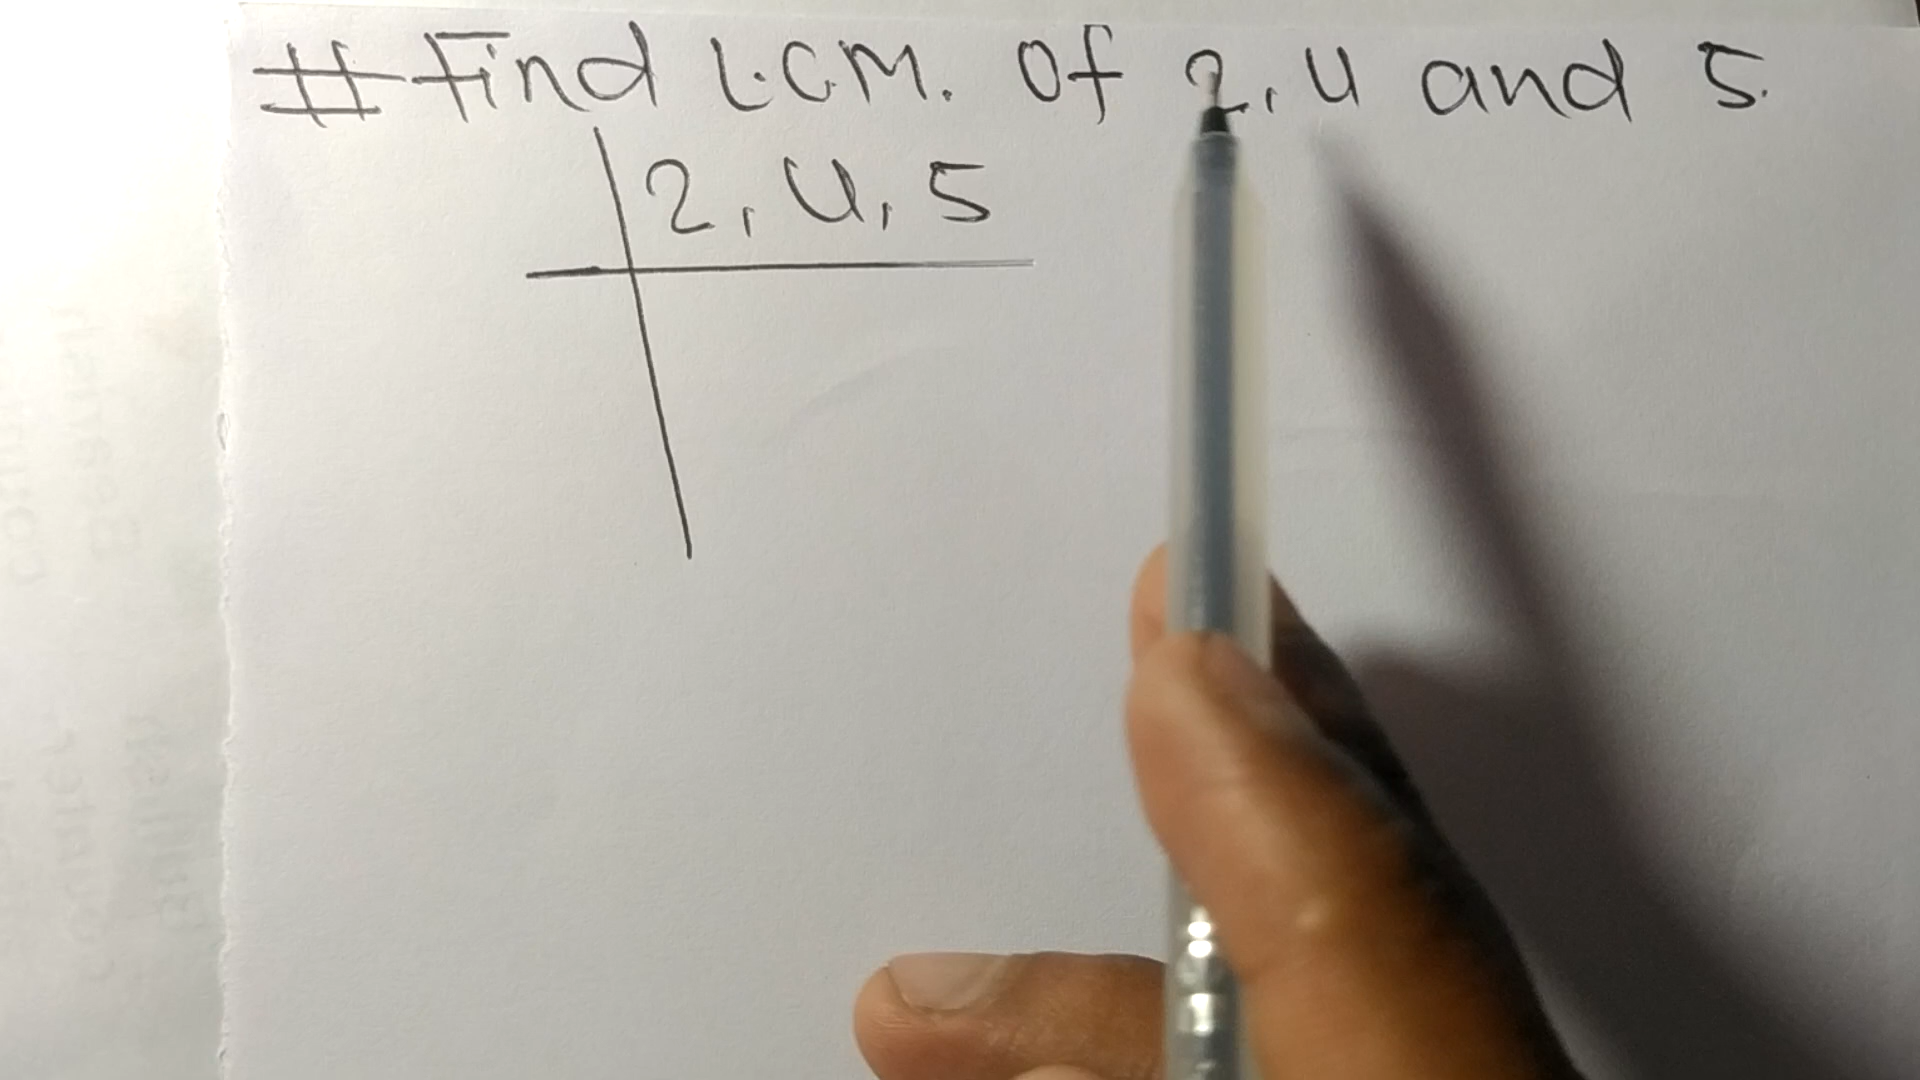 # Find L.C.M. Of 2, 4 and 5.
2, 4, 5